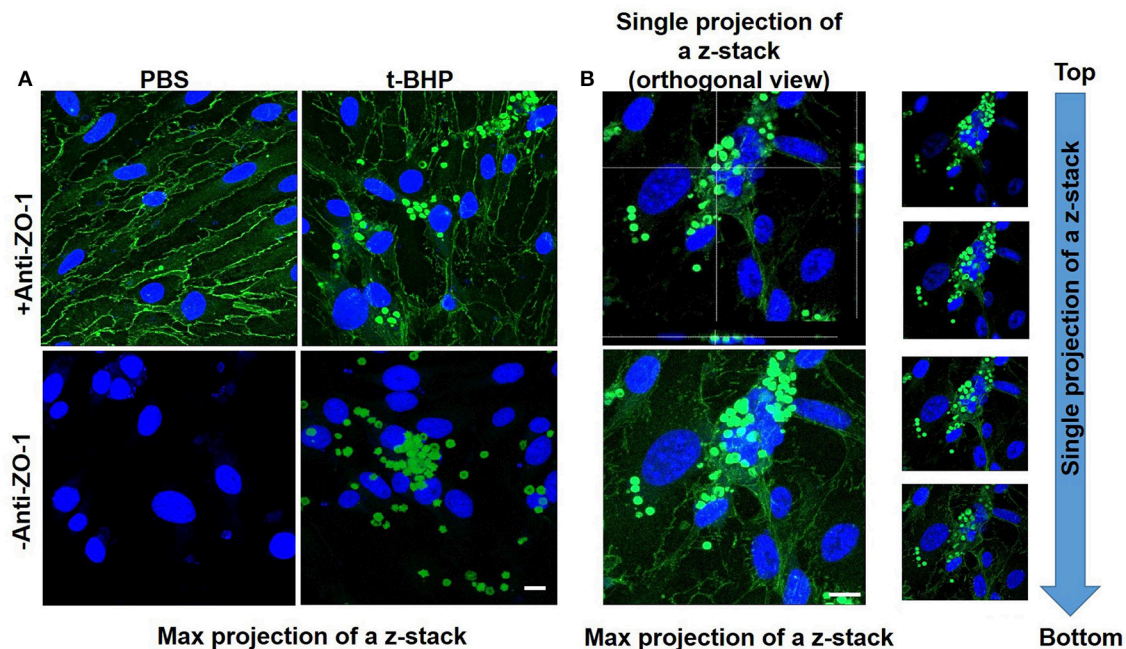 Single projection of
a z-stack
(orthogonal view)
A
PBS
t-BHP
B
Top
+Anti-ZO-1
-Anti-ZO-1
Single projection of a z-stack
Max projection of a z-stack
Max projection of a z-stack
Bottom